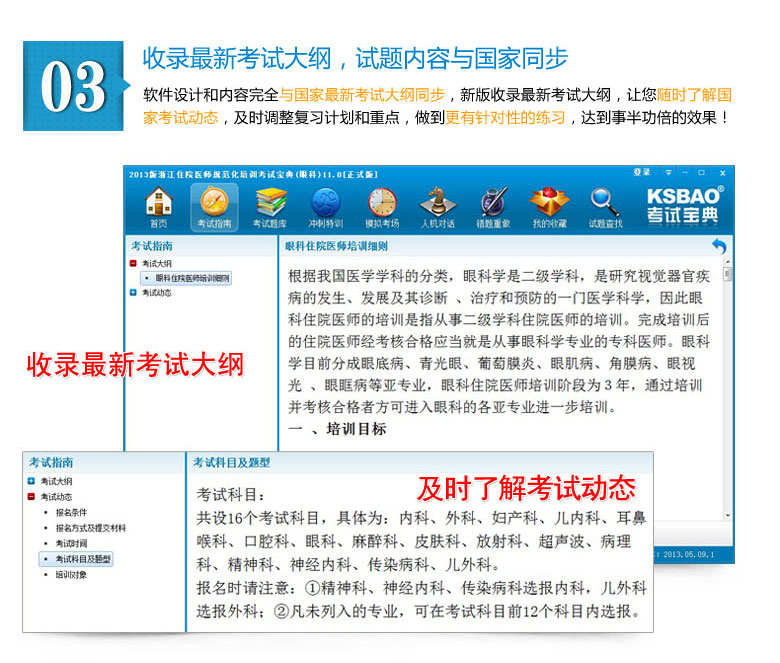 03
收录最新考试大纲，试题内容与国家同步
软件设计和内容完全与国家最新考试大纲同步，新版收录最新考试大纲，让您随时了解国
家考试动态，及时调整复习计划和重点，做到更有针对性的练习，达到事半功倍的效果！
2013版浙江住院医师规范化培训考试宝典(眼科)11.0[正式版]
登录
首页 考试指南 考试题库 冲刺特训 模拟考场 人机对话 错题重做 我的收藏 试题查找
KSBAO®
考试宝典
考试指南
考试大纲
眼科住院医师培训细则
考试动态
眼科住院医师培训细则
根据我国医学学科的分类，眼科学是二级学科，是研究视觉器官疾
病的发生、发展及其诊断 、治疗和预防的一门医学科学，因此眼
科住院医师的培训是指从事二级学科住院医师的培训。完成培训后
的住院医师经考核合格应当就是从事眼科学专业的专科医师。眼科
学目前分成眼底病、青光眼、葡萄膜炎、眼肌病、角膜病、眼视
光 、眼眶病等亚专业，眼科住院医师培训阶段为 3 年，通过培训
并考核合格者方可进入眼科的各亚专业进一步培训。
一 、培训目标
收录最新考试大纲
: 2013.05.09.1
考试指南
考试大纲
考试动态
报名条件
报名方式及提交材料
考试时间
考试科目及题型
培训对象
考试科目及题型
及时了解考试动态
考试科目：
共设16个考试科目，具体为：内科、外科、妇产科、儿内科、耳鼻
喉科、口腔科、眼科、麻醉科、皮肤科、放射科、超声波、病理
科、精神科、神经内科、传染病科、儿外科。
报名时请注意：①精神科、神经内科、传染病科选报内科，儿外科
选报外科；②凡未列入的专业，可在考试科目前12个科目内选报。